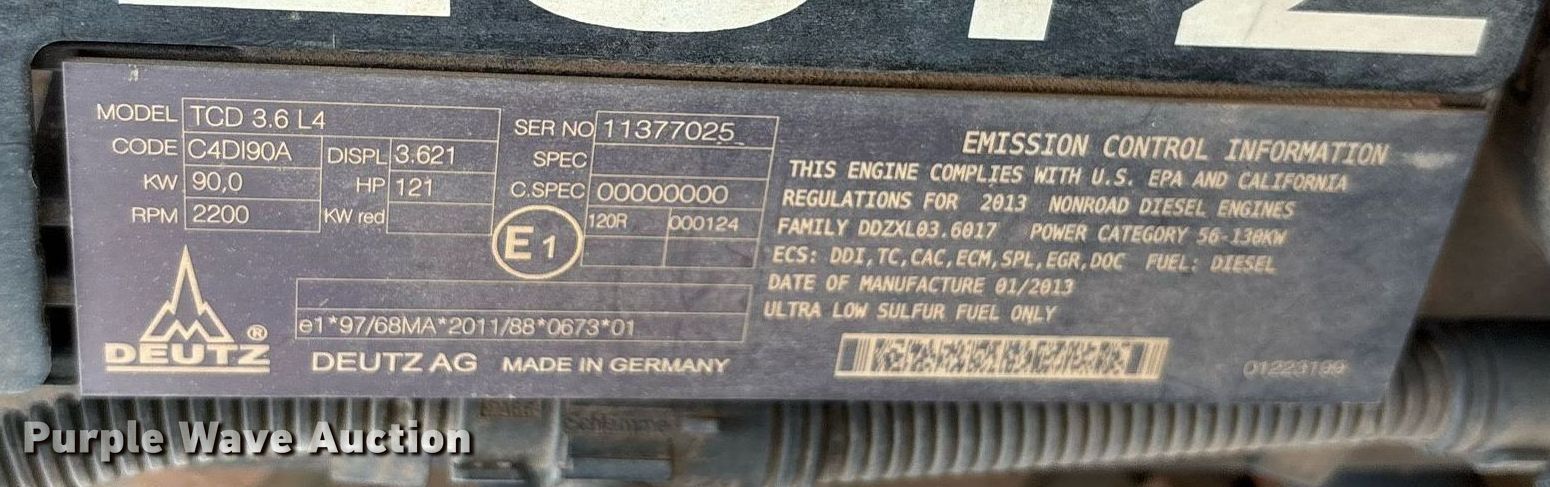 MODEL TCD 3.6 L4
CODE C4DI90A DISPL 3.621
KW 90,0 HP 121
RPM 2200 KW red
SER NO 11377025
SPEC
C.SPEC 00000000
E1 120R 000124
e1*97/68MA*2011/88*0673*01
DEUTZ ®
DEUTZ AG MADE IN GERMANY
EMISSION CONTROL INFORMATION
THIS ENGINE COMPLIES WITH U.S. EPA AND CALIFORNIA
REGULATIONS FOR 2013 NONROAD DIESEL ENGINES
FAMILY DDZXL03.6017 POWER CATEGORY 56-130KW
ECS: DDI,TC,CAC,ECM,SPL,EGR,DOC FUEL: DIESEL
DATE OF MANUFACTURE 01/2013
ULTRA LOW SULFUR FUEL ONLY
Purple Wave Auction